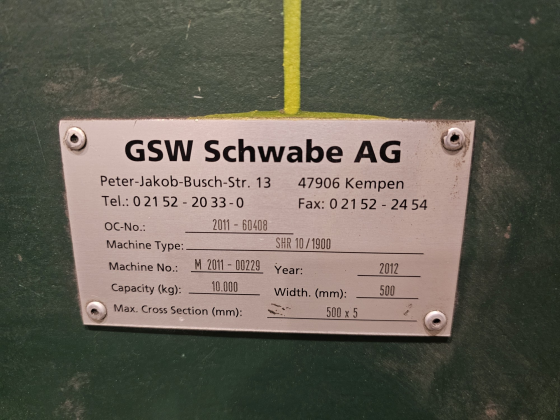 GSW Schwabe AG
Peter-Jakob-Busch-Str. 13 47906 Kempen
Tel.: 0 21 52 - 20 33 - 0 Fax: 0 21 52 - 24 54
OC-No.: 2011 - 60408
Machine Type: SHR 10 / 1900
Machine No.: M 2011 - 00229 Year: 2012
Capacity (kg): 10.000 Width. (mm): 500
Max. Cross Section (mm): 500 x 5